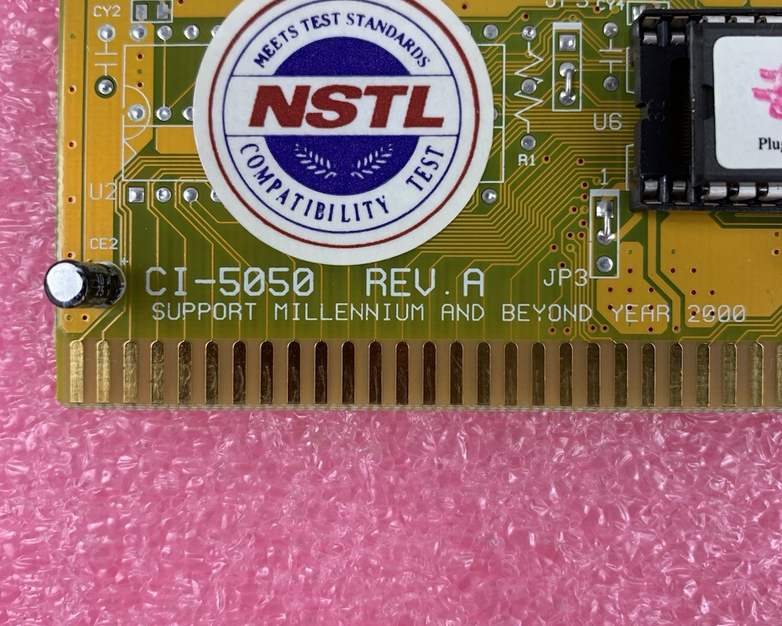 CY2
MEETS TEST STANDARDS
NSTL
COMPATIBILITY TEST
U6
R1
1
U2
CE2
+
CI-5050 REV.A
JP3
SUPPORT MILLENNIUM AND BEYOND YEAR 2000
Plug